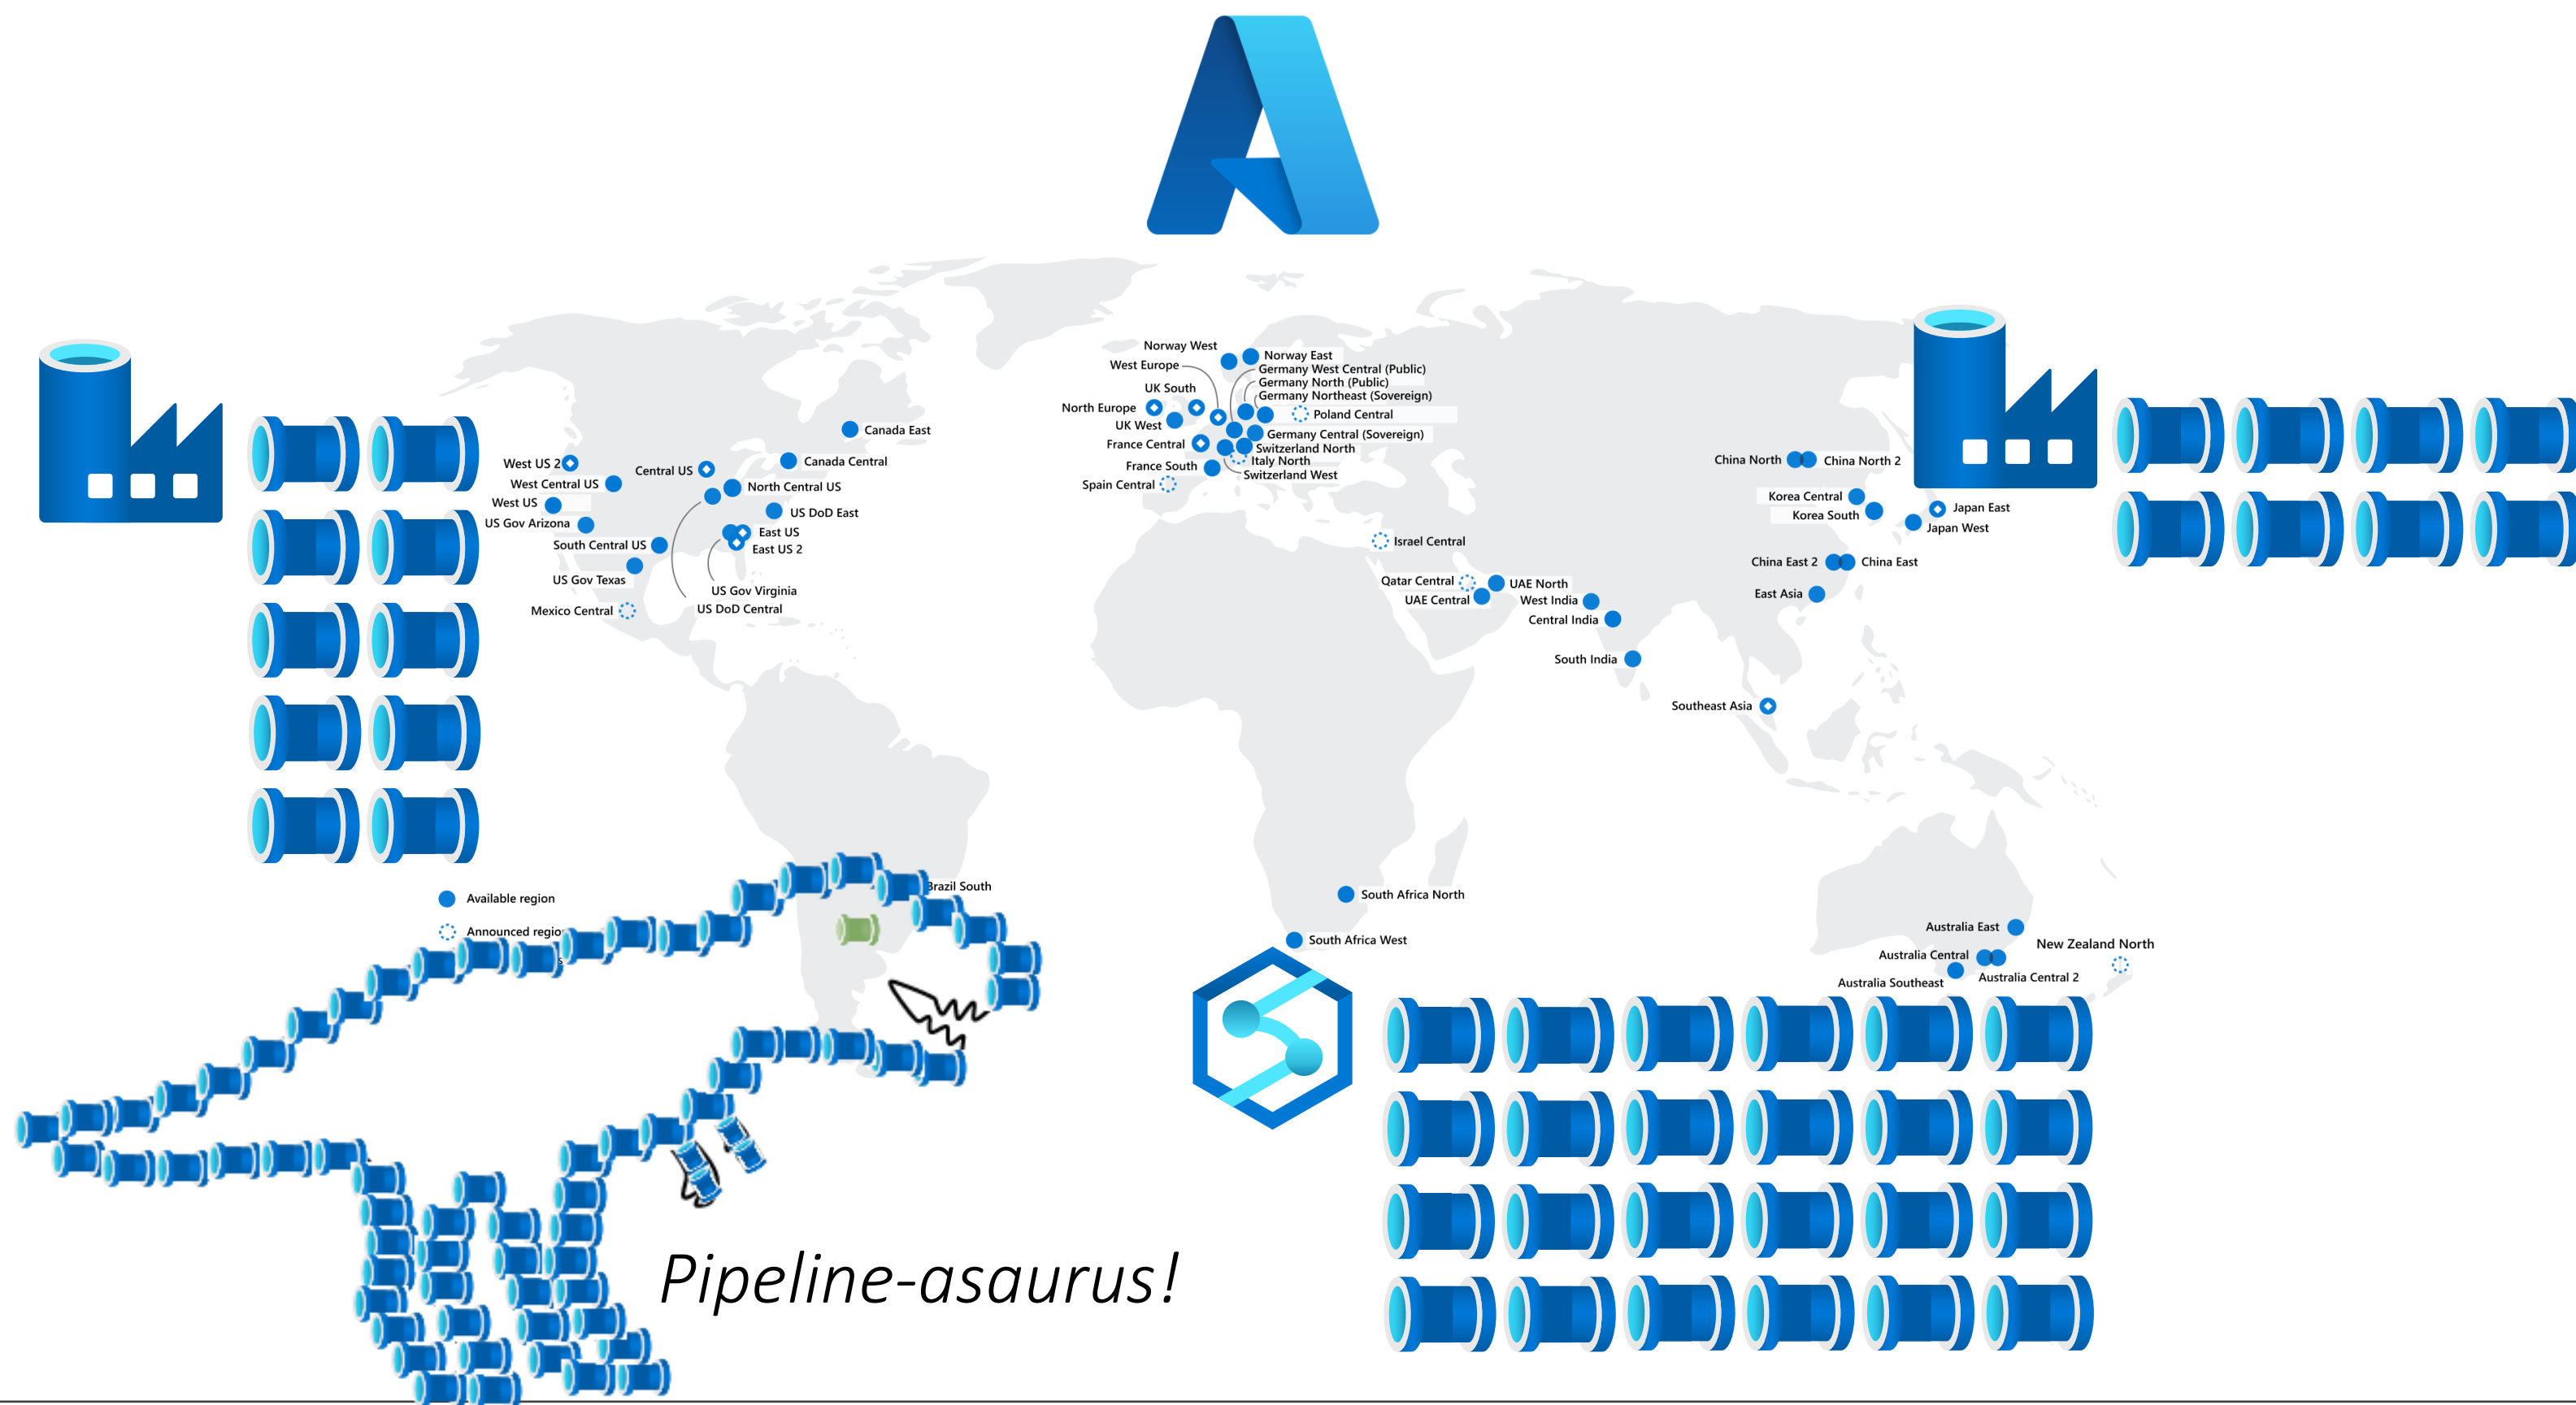 Norway West
Norway East
West Europe
Germany West Central (Public)
Germany North (Public)
UK South
Germany Northeast (Sovereign)
North Europe
Poland Central
UK West
Canada East
Germany Central (Sovereign)
France Central
Switzerland North
West US 2
Central US
Canada Central
Italy North
China North
China North 2
France South
Switzerland West
West Central US
North Central US
Spain Central
Korea Central
West US
Japan East
US DoD East
Korea South
US Gov Arizona
Japan West
East US
South Central US
East US 2
Israel Central
China East 2
China East
US Gov Texas
Qatar Central
UAE North
US Gov Virginia
East Asia
UAE Central
West India
US DoD Central
Mexico Central
Central India
South India
Southeast Asia
Brazil South
Available region
South Africa North
Announced
Australia East
South Africa West
New Zealand North
Australia Central
Australia Central 2
Australia Southeast
Pipeline-asaurus!